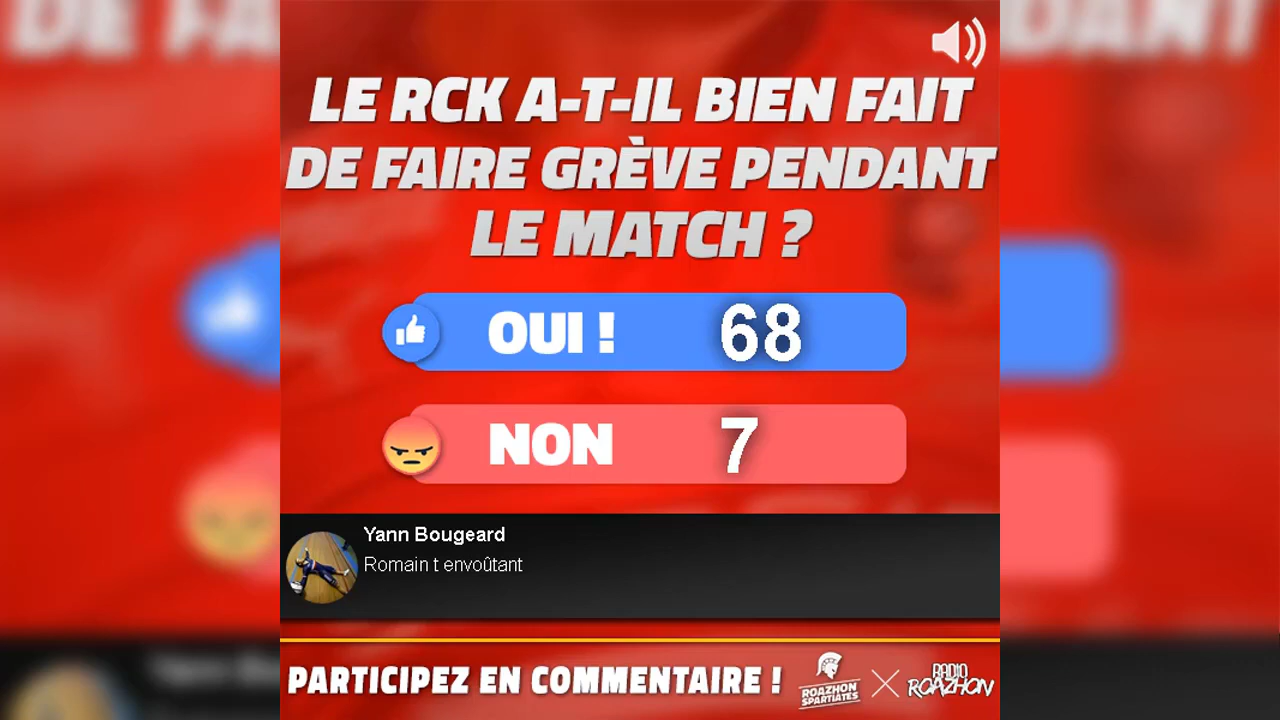 LE RCK A-T-IL BIEN FAIT
DE FAIRE GRÈVE PENDANT
LE MATCH ?
OUI ! 68
NON 7
Yann Bougeard
Romain t envoûtant
PARTICIPEZ EN COMMENTAIRE !
ROAZHON
SPARTIATES
RADIO
ROAZHON